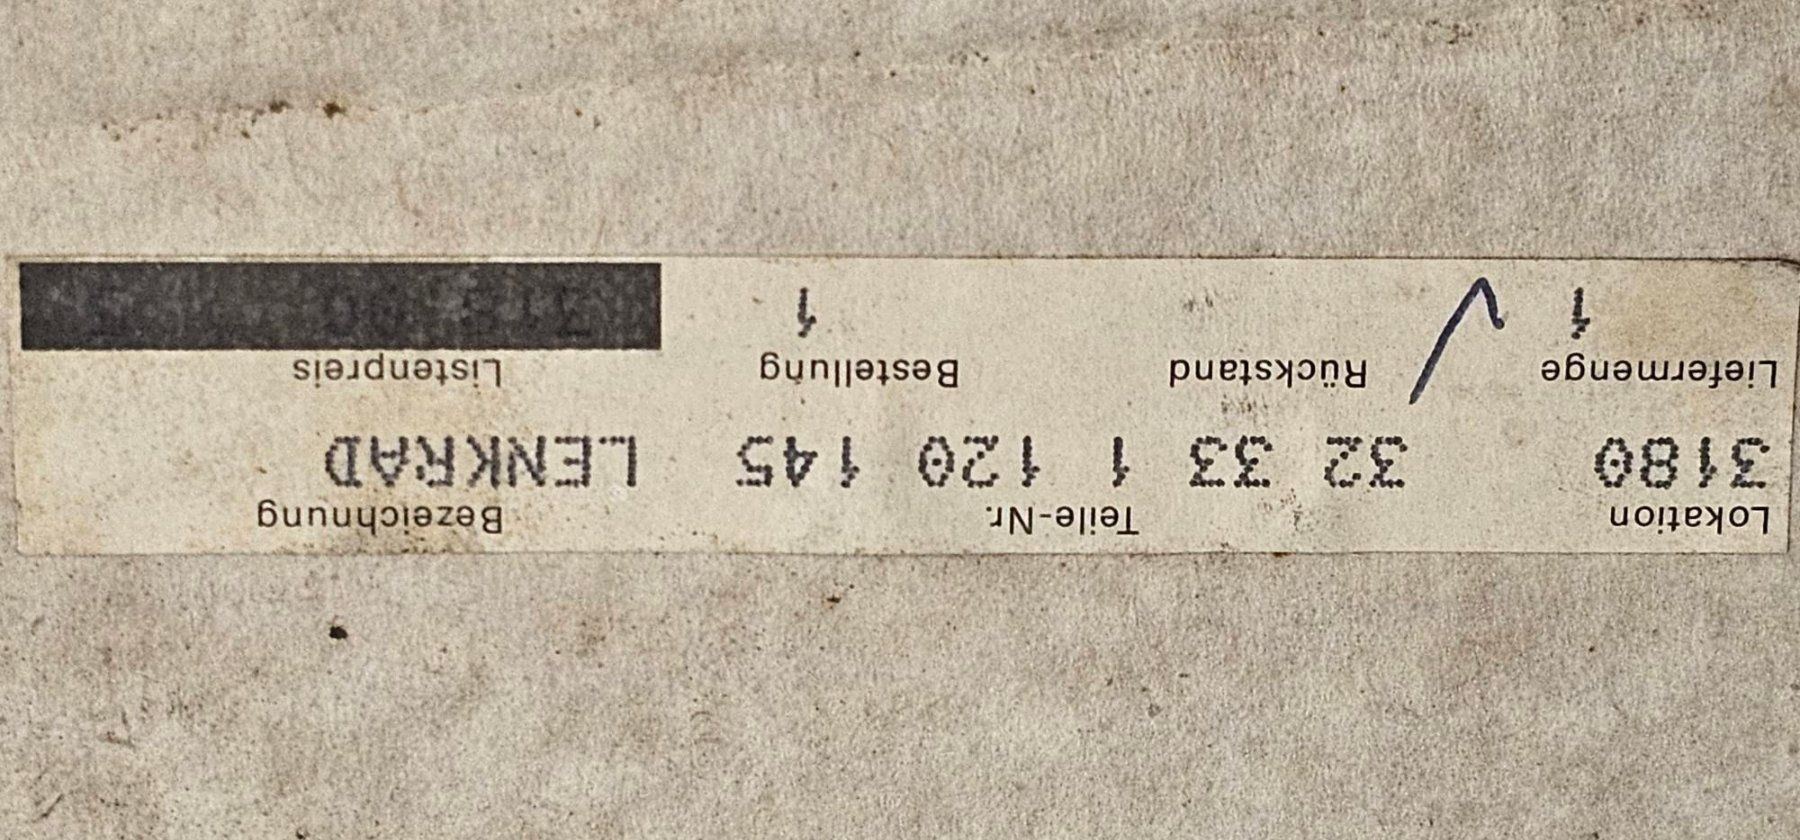 Lokation Teile-Nr. Bezeichnung
3180 32 33 1 120 145 LENKRAD
Liefermenge Rückstand Bestellung Listenpreis
1 1